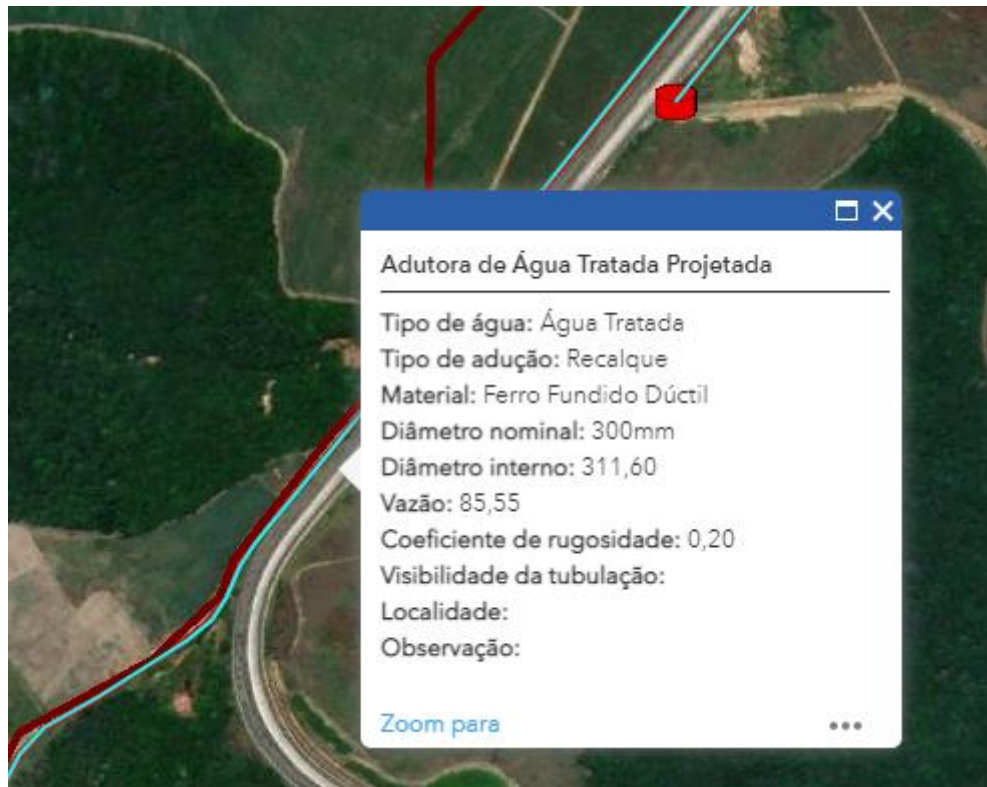 Adutora de Água Tratada Projetada
Tipo de água: Água Tratada
Tipo de adução: Recalque
Material: Ferro Fundido Dúctil
Diâmetro nominal: 300mm
Diâmetro interno: 311,60
Vazão: 85,55
Coeficiente de rugosidade: 0,20
Visibilidade da tubulação:
Localidade:
Observação:
Zoom para